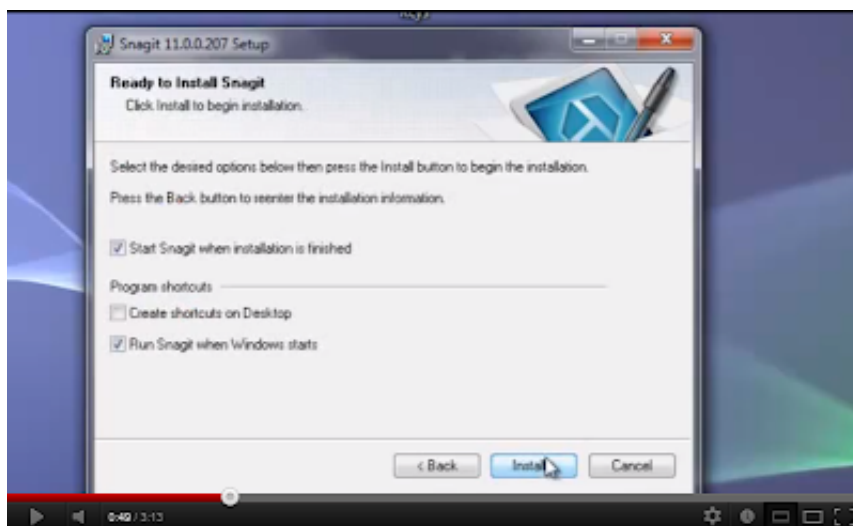 Snagit 11.0.0.207 Setup
Ready to Install Snagit
Click Install to begin installation.
Select the desired options below then press the Install button to begin the installation.
Press the Back button to reenter the installation information.
Start Snagit when installation is finished
Program shortcuts
Create shortcuts on Desktop
Run Snagit when Windows starts
< Back
Install
Cancel
0:49 / 3:13